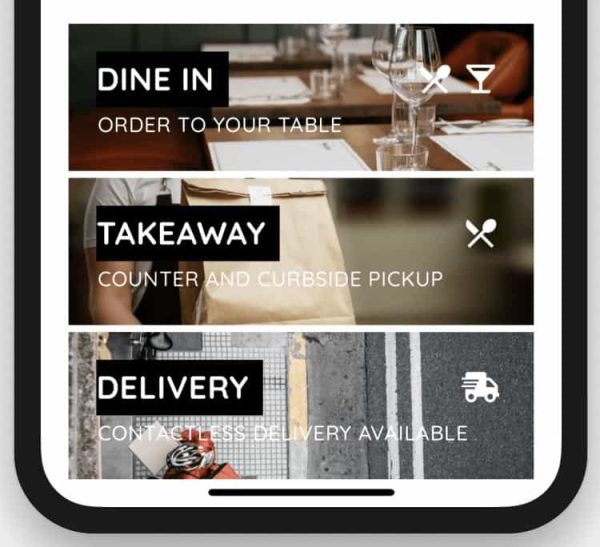 DINE IN
ORDER TO YOUR TABLE
TAKEAWAY
COUNTER AND CURBSIDE PICKUP
DELIVERY
CONTACTLESS DELIVERY AVAILABLE